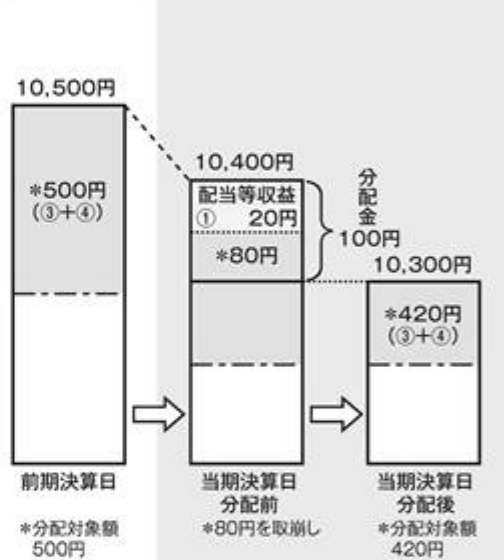 10,500円
*500円
(③+④)
前期決算日
*分配対象額
500円
10,400円
配当等収益
① 20円
*80円
分配金
100円
当期決算日
分配前
*80円を取崩し
10,300円
*420円
(③+④)
当期決算日
分配後
*分配対象額
420円